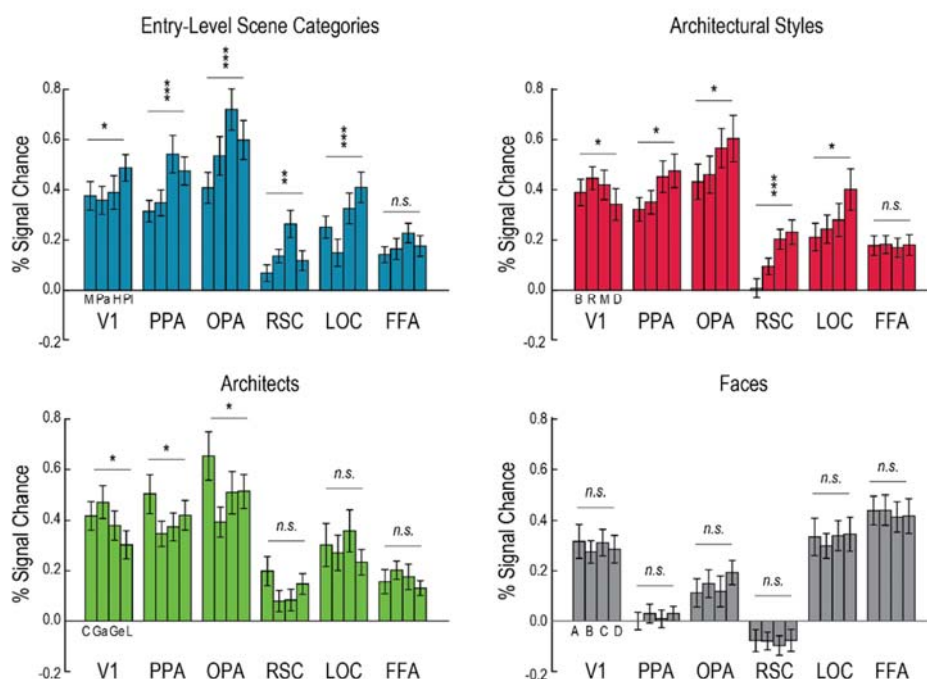 Entry-Level Scene Categories
% Signal Chance
0.8
0.6
0.4
0.2
0.0
-0.2
*
***
***
**
***
n.s.
M Pa H Pl
V1 PPA OPA RSC LOC FFA
Architectural Styles
% Signal Chance
0.8
0.6
0.4
0.2
0.0
-0.2
*
*
*
***
*
n.s.
B R M D
V1 PPA OPA RSC LOC FFA
Architects
% Signal Chance
0.8
0.6
0.4
0.2
0.0
-0.2
*
*
*
n.s.
n.s.
n.s.
C Ga Ge L
V1 PPA OPA RSC LOC FFA
Faces
% Signal Chance
0.8
0.6
0.4
0.2
0.0
-0.2
n.s.
n.s.
n.s.
n.s.
n.s.
n.s.
A B C D
V1 PPA OPA RSC LOC FFA